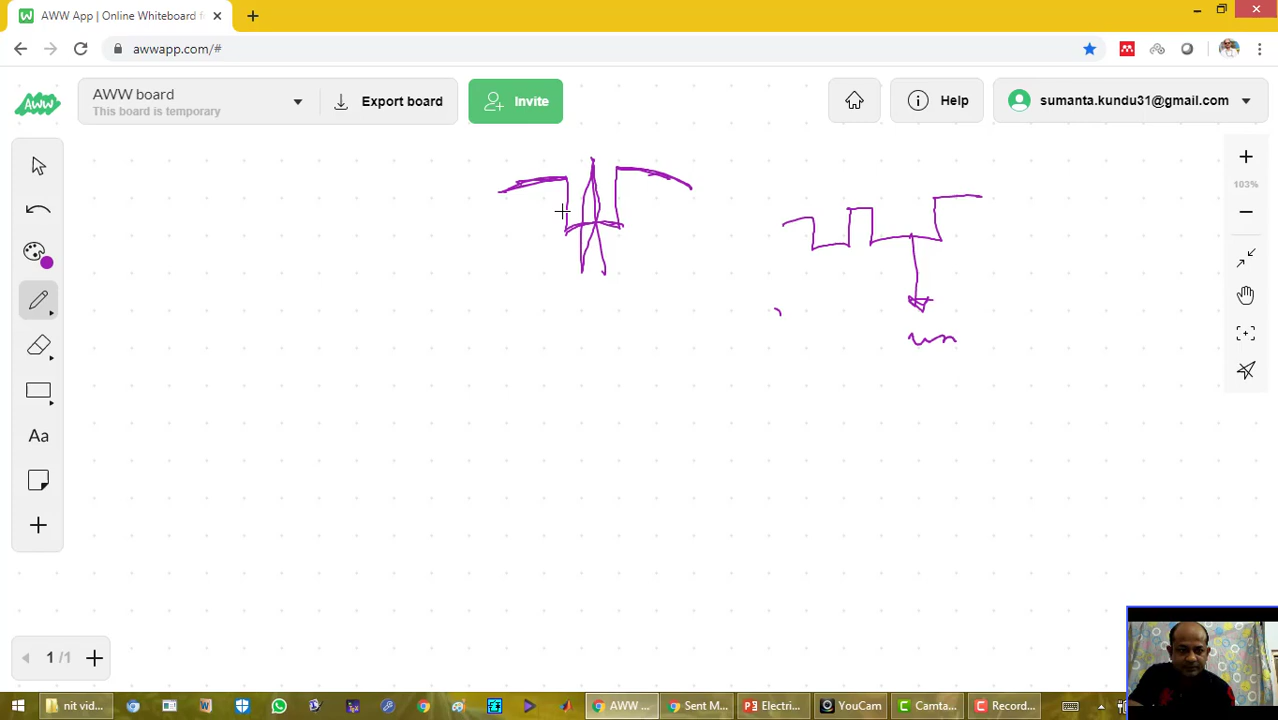 AWW App | Online Whiteboard f
awwapp.com/#
AWW
AWW board
This board is temporary
Export board
Invite
Help
sumanta.kundu31@gmail.com
103%
Aa
1 /1
nit vid...
AWW ...
Sent M...
Electri...
YouCam
Camta...
Record...